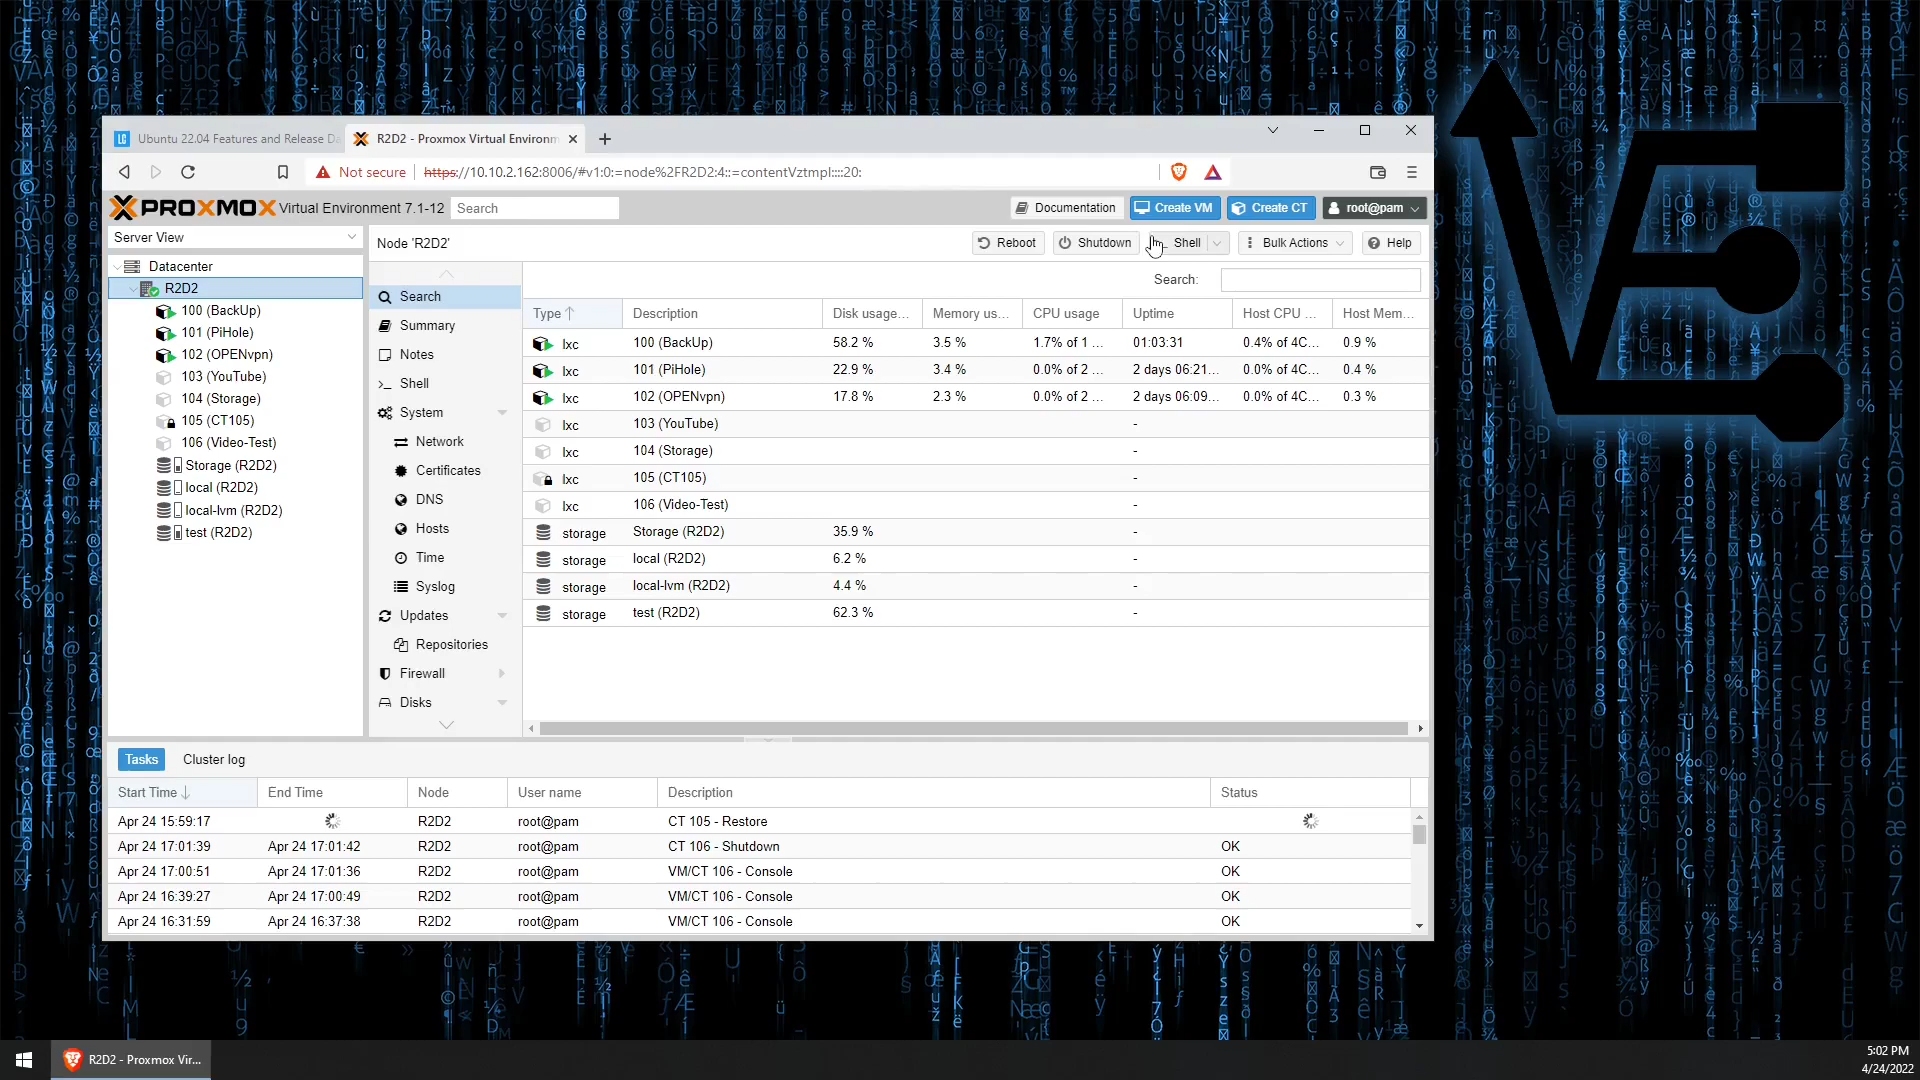 Ubuntu 22.04 Features and Release Da
R2D2 - Proxmox Virtual Environm
Not secure https://10.10.2.162:8006/#v1:0:=node%2FR2D2:4::=contentVztmpl::::20:
PROXMOX Virtual Environment 7.1-12 Search Documentation Create VM Create CT root@pam
Server View
Node 'R2D2' Reboot Shutdown Shell Bulk Actions Help
Datacenter
R2D2
100 (BackUp)
101 (PiHole)
102 (OPENvpn)
103 (YouTube)
104 (Storage)
105 (CT105)
106 (Video-Test)
Storage (R2D2)
local (R2D2)
local-lvm (R2D2)
test (R2D2)
Search
Summary
Notes
Shell
System
Network
Certificates
DNS
Hosts
Time
Syslog
Updates
Repositories
Firewall
Disks
Search:
Type Description Disk usage... Memory us... CPU usage Uptime Host CPU ... Host Mem...
lxc 100 (BackUp) 58.2 % 3.5 % 1.7% of 1 ... 01:03:31 0.4% of 4C... 0.9 %
lxc 101 (PiHole) 22.9 % 3.4 % 0.0% of 2 ... 2 days 06:21... 0.0% of 4C... 0.4 %
lxc 102 (OPENvpn) 17.8 % 2.3 % 0.0% of 2 ... 2 days 06:09... 0.0% of 4C... 0.3 %
lxc 103 (YouTube) -
lxc 104 (Storage) -
lxc 105 (CT105) -
lxc 106 (Video-Test) -
storage Storage (R2D2) 35.9 % -
storage local (R2D2) 6.2 % -
storage local-lvm (R2D2) 4.4 % -
storage test (R2D2) 62.3 % -
Tasks Cluster log
Start Time End Time Node User name Description Status
Apr 24 15:59:17 R2D2 root@pam CT 105 - Restore
Apr 24 17:01:39 Apr 24 17:01:42 R2D2 root@pam CT 106 - Shutdown OK
Apr 24 17:00:51 Apr 24 17:01:36 R2D2 root@pam VM/CT 106 - Console OK
Apr 24 16:39:27 Apr 24 17:00:49 R2D2 root@pam VM/CT 106 - Console OK
Apr 24 16:31:59 Apr 24 16:37:38 R2D2 root@pam VM/CT 106 - Console OK
R2D2 - Proxmox Vir...
5:02 PM
4/24/2022